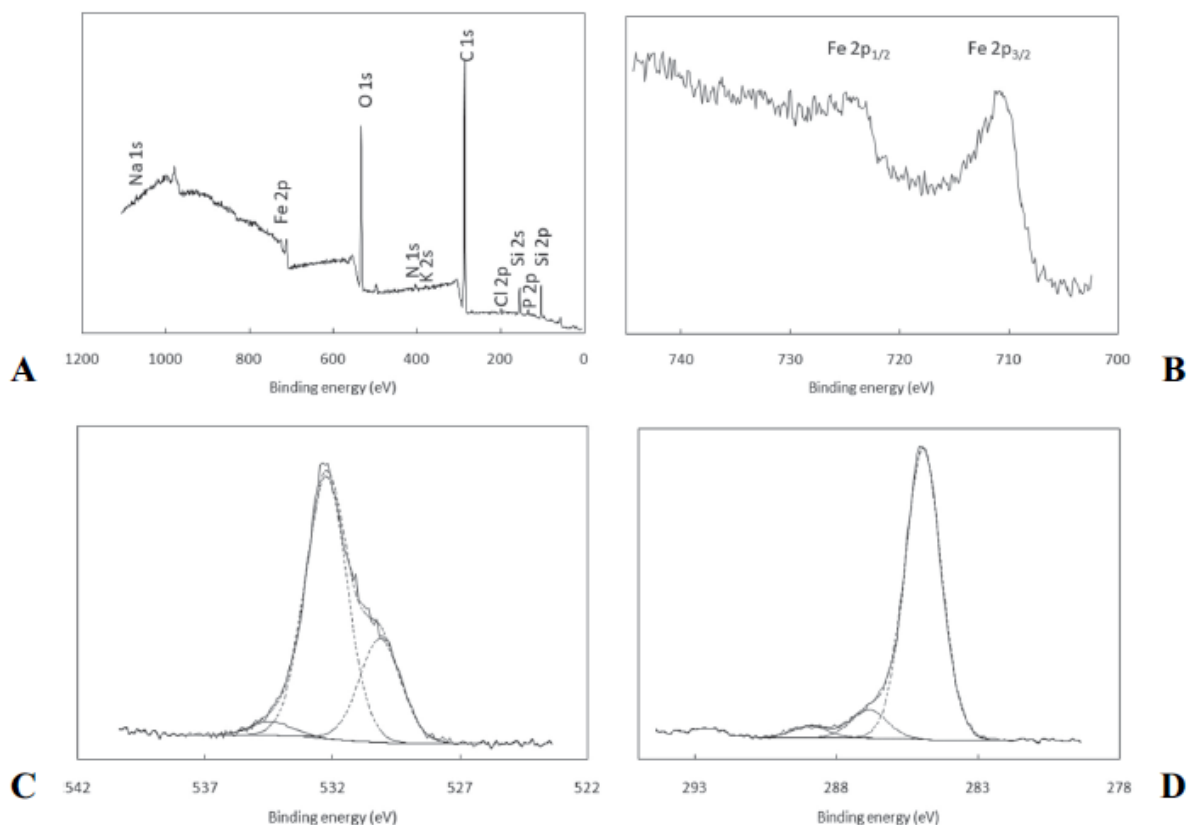 Na 1s
Fe 2p
O 1s
N 1s
K 2s
C 1s
Cl 2p
Si 2s
P 2p
Si 2p
1200 1000 800 600 400 200 0
Binding energy (eV)
A
Fe 2p1/2 Fe 2p3/2
740 730 720 710 700
Binding energy (eV)
B
542 537 532 527 522
Binding energy (eV)
C
293 288 283 278
Binding energy (eV)
D